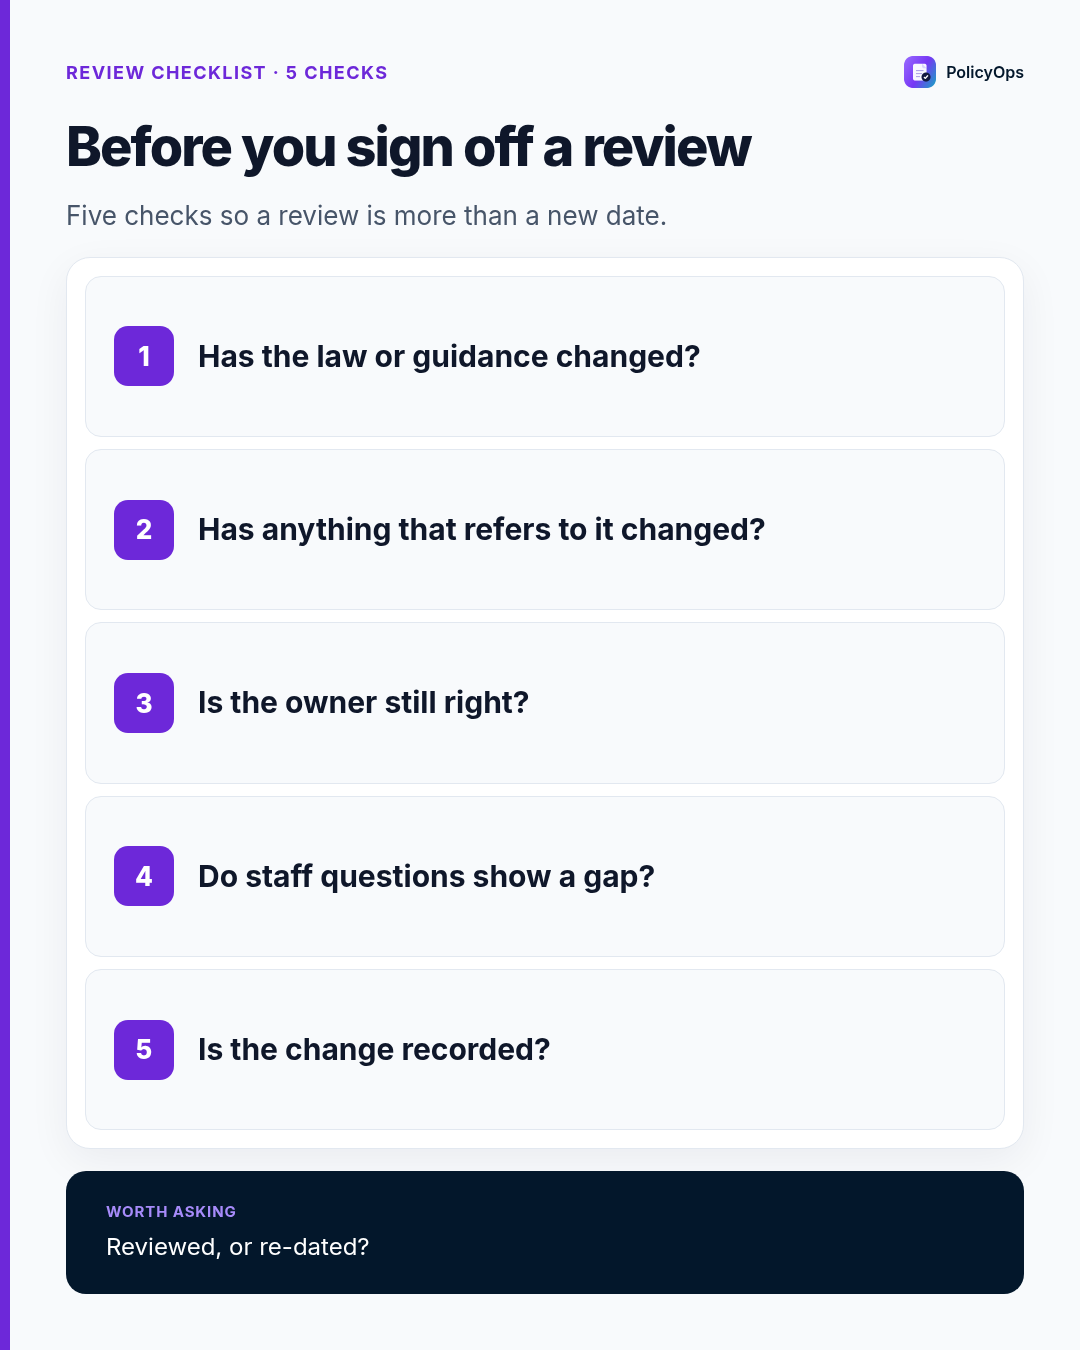 REVIEW CHECKLIST · 5 CHECKS
PolicyOps
Before you sign off a review
Five checks so a review is more than a new date.
1 Has the law or guidance changed?
2 Has anything that refers to it changed?
3 Is the owner still right?
4 Do staff questions show a gap?
5 Is the change recorded?
WORTH ASKING
Reviewed, or re-dated?